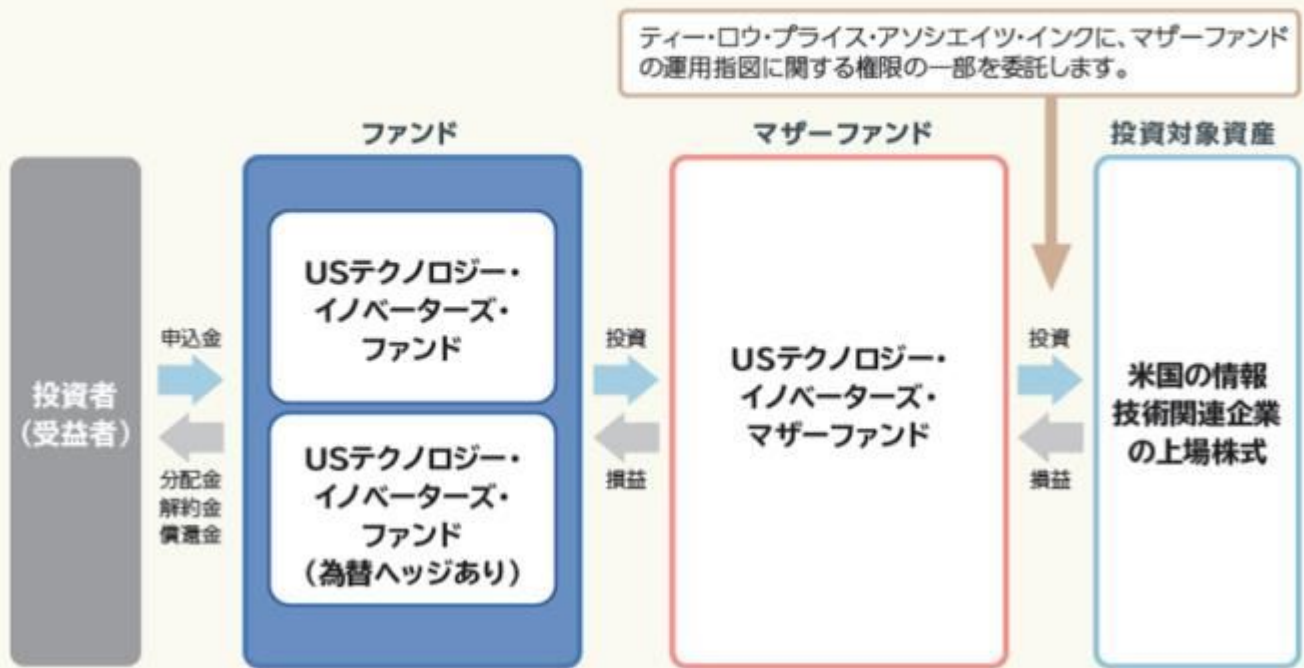 ティー・ロウ・プライス・アソシエイツ・インクに、マザーファンド
の運用指図に関する権限の一部を委託します。
ファンド
マザーファンド
投資対象資産
投資者
(受益者)
申込金
分配金
解約金
償還金
USテクノロジー・
イノベーターズ・
ファンド
USテクノロジー・
イノベーターズ・
ファンド
(為替ヘッジあり)
投資
損益
USテクノロジー・
イノベーターズ・
マザーファンド
投資
損益
米国の情報
技術関連企業
の上場株式